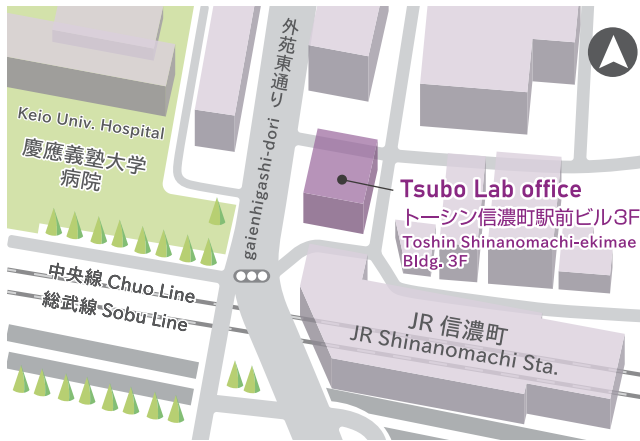 外苑東通り
gaienhigashi-dori
Keio Univ. Hospital
慶應義塾大学
病院
Tsubo Lab office
トーシン信濃町駅前ビル3F
Toshin Shinanomachi-ekimae
Bldg. 3F
中央線 Chuo Line
総武線 Sobu Line
JR 信濃町
JR Shinanomachi Sta.